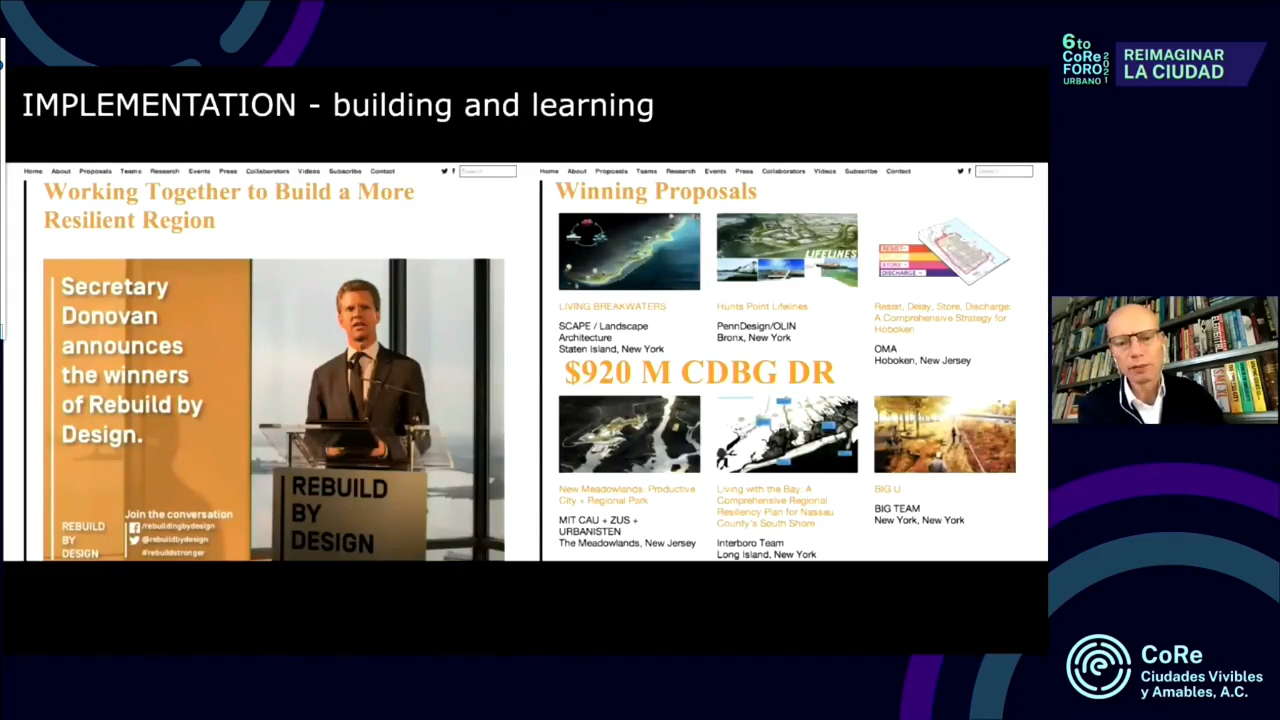 6to
CoRe
FORO
URBANO
2021
REIMAGINAR
LA CIUDAD
IMPLEMENTATION - building and learning
Home About Proposals Teams Research Events Press Collaborators Videos Subscribe Contact
Working Together to Build a More
Resilient Region
Secretary
Donovan
announces
the winners
of Rebuild by
Design.
Join the conversation
/rebuildingbydesign
@rebuildbydesign
#rebuildstronger
REBUILD
BY
DESIGN
REBUILD
BY
DESIGN
Home About Proposals Teams Research Events Press Collaborators Videos Subscribe Contact
Winning Proposals
LIFELINES
RESIST
STORE
DISCHARGE
LIVING BREAKWATERS
SCAPE / Landscape
Architecture
Staten Island, New York
Hunts Point Lifelines
PennDesign/OLIN
Bronx, New York
Resist, Delay, Store, Discharge:
A Comprehensive Strategy for
Hoboken
OMA
Hoboken, New Jersey
$920 M CDBG DR
New Meadowlands: Productive
City + Regional Park
MIT CAU + ZUS +
URBANISTEN
The Meadowlands, New Jersey
Living with the Bay: A
Comprehensive Regional
Resiliency Plan for Nassau
County's South Shore
Interboro Team
Long Island, New York
BIG U
BIG TEAM
New York, New York
CoRe
Ciudades Vivibles
y Amables, A.C.